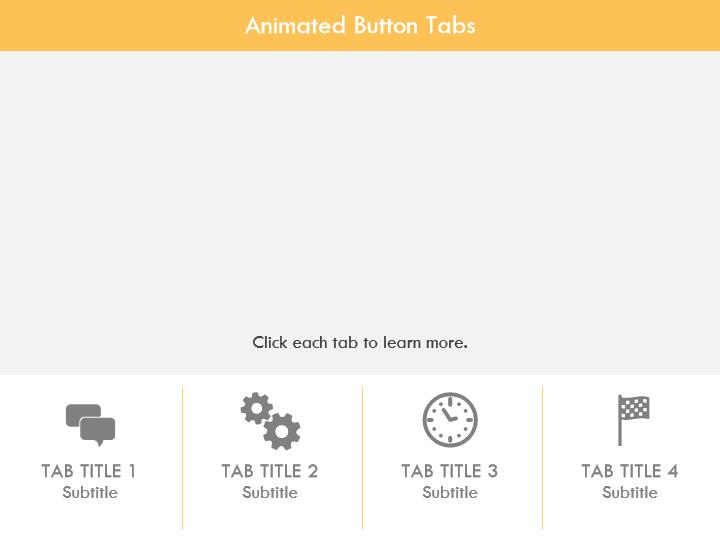 Animated Button Tabs
Click each tab to learn more.
TAB TITLE 1
Subtitle
TAB TITLE 2
Subtitle
TAB TITLE 3
Subtitle
TAB TITLE 4
Subtitle